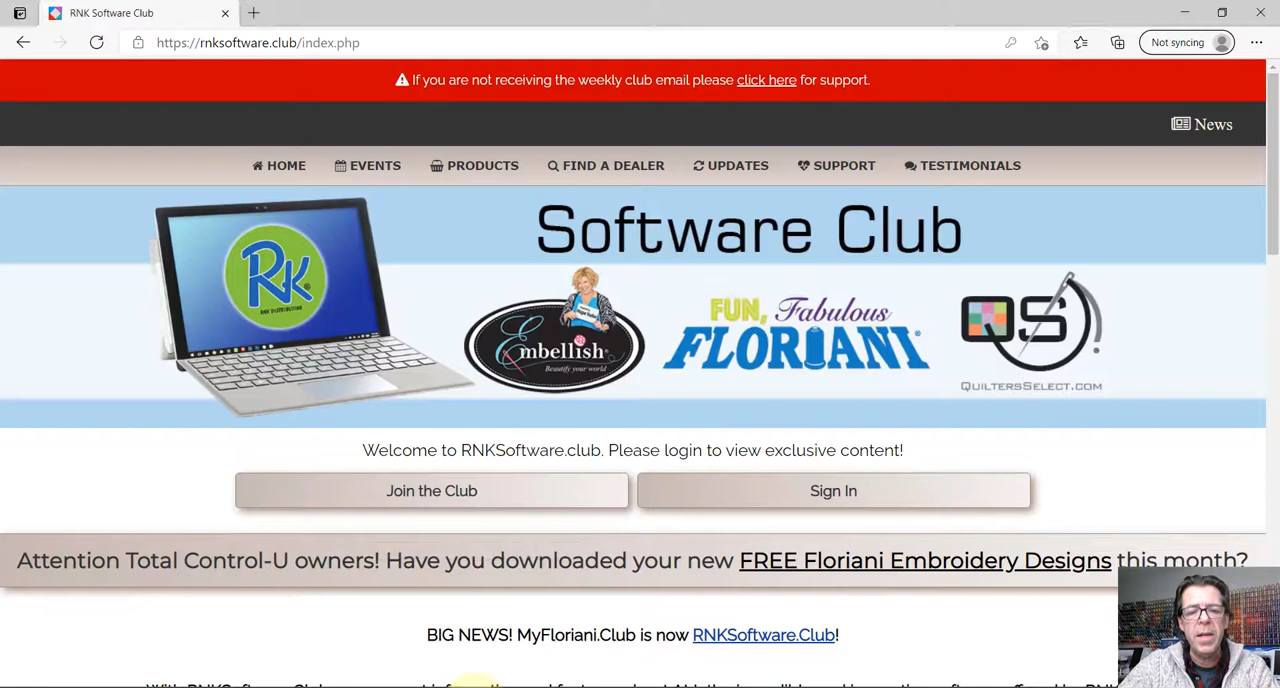 RNK Software Club
https://rnksoftware.club/index.php
Not syncing
If you are not receiving the weekly club email please click here for support.
News
HOME EVENTS PRODUCTS FIND A DEALER UPDATES SUPPORT TESTIMONIALS
Software Club
RNK
RNK DISTRIBUTING
Embellish
Beautify your world
FUN, Fabulous
FLORIANI
QS
QUILTERSSELECT.COM
Welcome to RNKSoftware.club. Please login to view exclusive content!
Join the Club
Sign In
Attention Total Control-U owners! Have you downloaded your new FREE Floriani Embroidery Designs this month?
BIG NEWS! MyFloriani.Club is now RNKSoftware.Club!